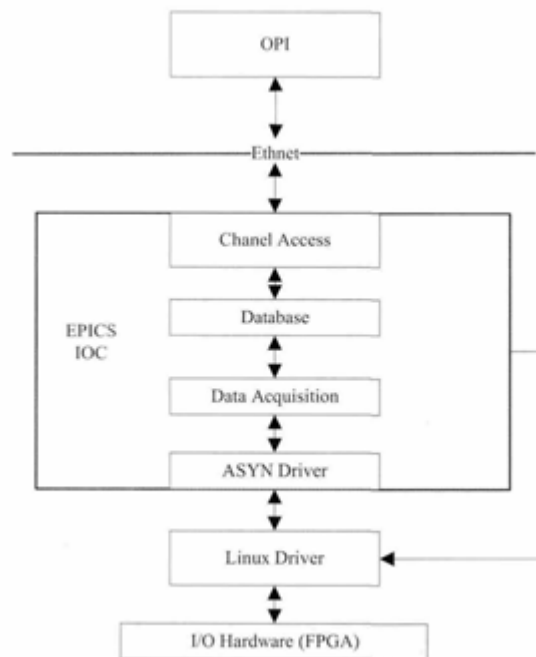 OPI
Ethnet
Chanel Access
Database
EPICS
IOC
Data Acquisition
ASYN Driver
Linux Driver
I/O Hardware (FPGA)